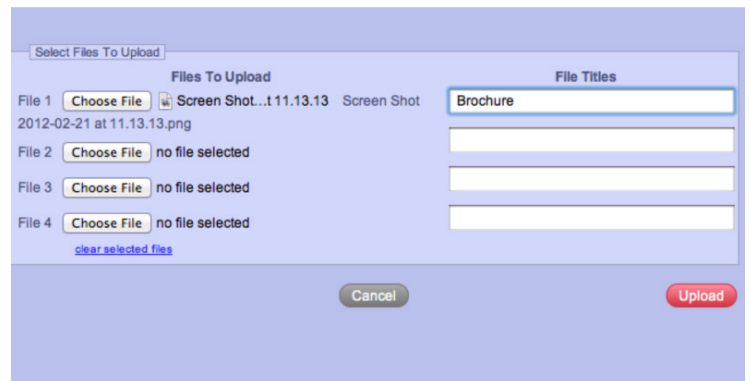 Select Files To Upload
Files To Upload File Titles
File 1 Choose File Screen Shot...t 11.13.13 Screen Shot Brochure
2012-02-21 at 11.13.13.png
File 2 Choose File no file selected
File 3 Choose File no file selected
File 4 Choose File no file selected
clear selected files
Cancel Upload